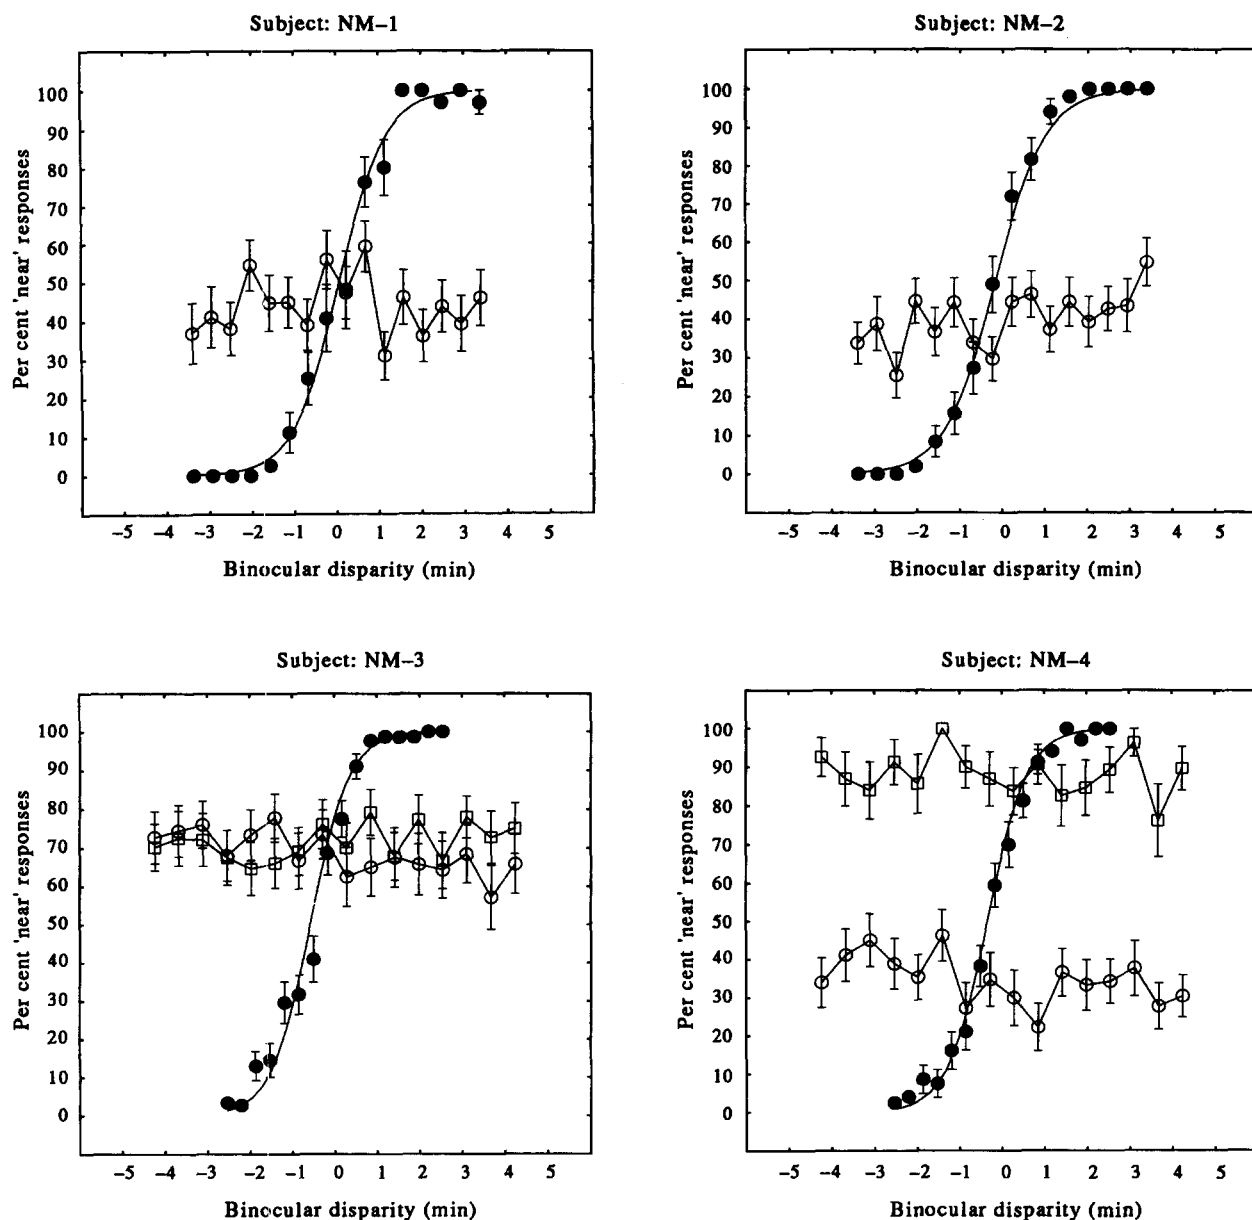 Subject: NM–1
Per cent 'near' responses
100
90
80
70
60
50
40
30
20
10
0
–5 –4 –3 –2 –1 0 1 2 3 4 5
Binocular disparity (min)
Subject: NM–2
Per cent 'near' responses
100
90
80
70
60
50
40
30
20
10
0
–5 –4 –3 –2 –1 0 1 2 3 4 5
Binocular disparity (min)
Subject: NM–3
Per cent 'near' responses
100
90
80
70
60
50
40
30
20
10
0
–5 –4 –3 –2 –1 0 1 2 3 4 5
Binocular disparity (min)
Subject: NM–4
Per cent 'near' responses
100
90
80
70
60
50
40
30
20
10
0
–5 –4 –3 –2 –1 0 1 2 3 4 5
Binocular disparity (min)